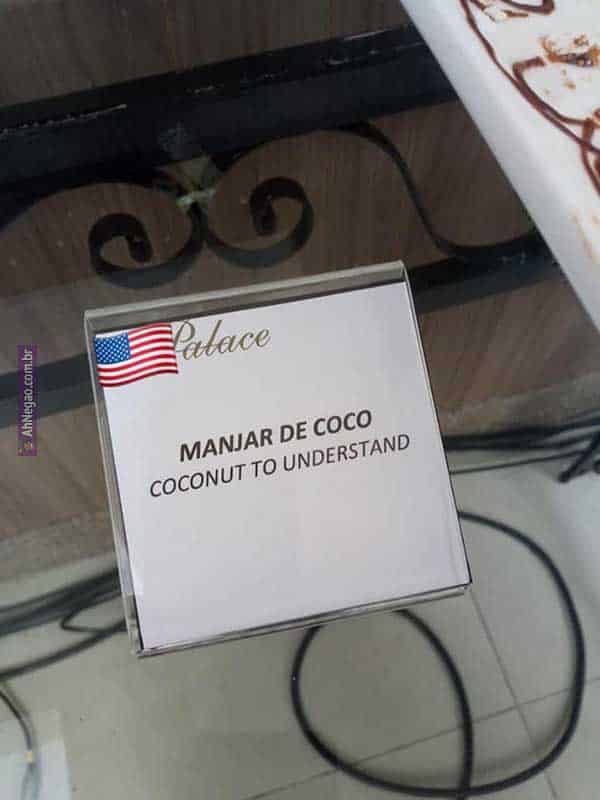 Palace
MANJAR DE COCO
COCONUT TO UNDERSTAND
AhNegao.com.br